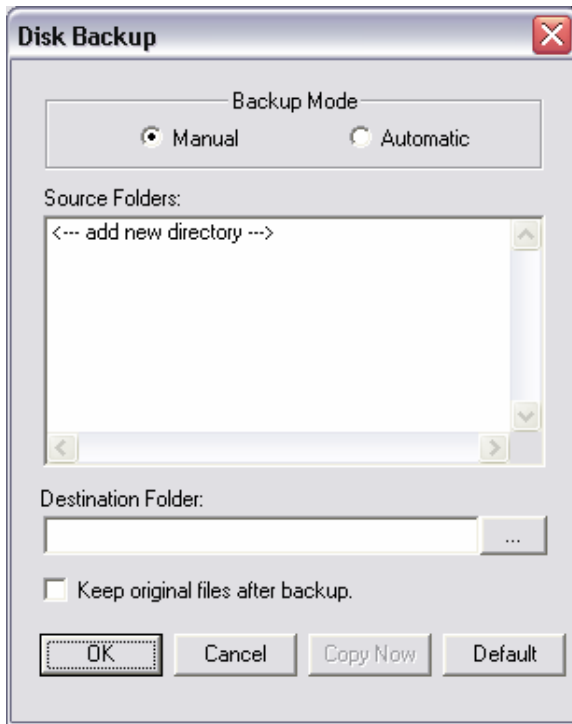 Disk Backup
Backup Mode
Manual Automatic
Source Folders:
<--- add new directory --->
Destination Folder:
...
Keep original files after backup.
OK Cancel Copy Now Default